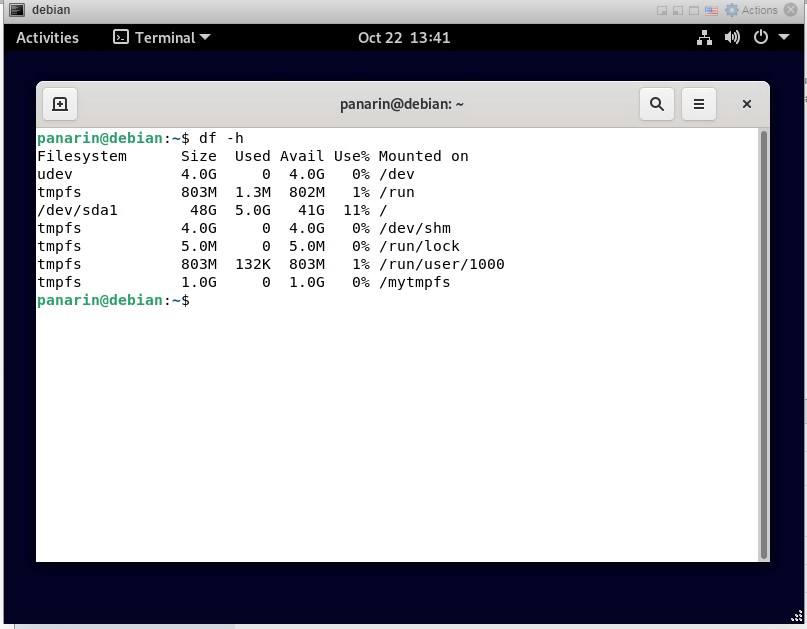 debian
Actions
Activities
Terminal
Oct 22 13:41
panarin@debian: ~
panarin@debian:~$ df -h
Filesystem      Size  Used Avail Use% Mounted on
udev            4.0G     0  4.0G   0% /dev
tmpfs           803M  1.3M  802M   1% /run
/dev/sda1        48G  5.0G   41G  11% /
tmpfs           4.0G     0  4.0G   0% /dev/shm
tmpfs           5.0M     0  5.0M   0% /run/lock
tmpfs           803M  132K  803M   1% /run/user/1000
tmpfs           1.0G     0  1.0G   0% /mytmpfs
panarin@debian:~$